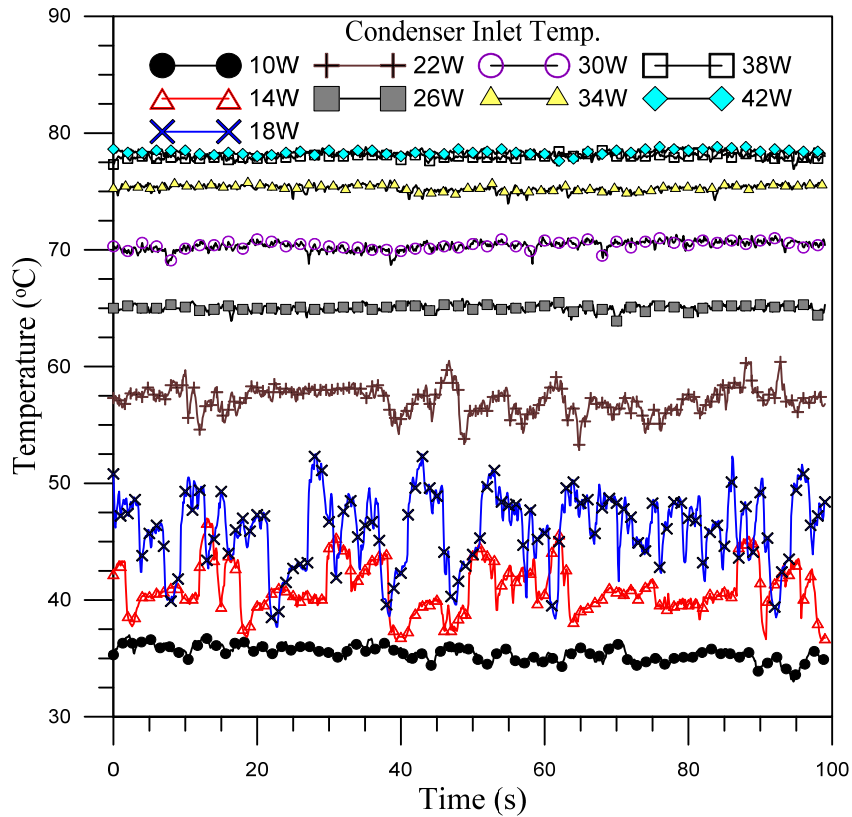 Condenser Inlet Temp.
10W 22W 30W 38W
14W 26W 34W 42W
18W
Temperature (°C)
90
80
70
60
50
40
30
0 20 40 60 80 100
Time (s)